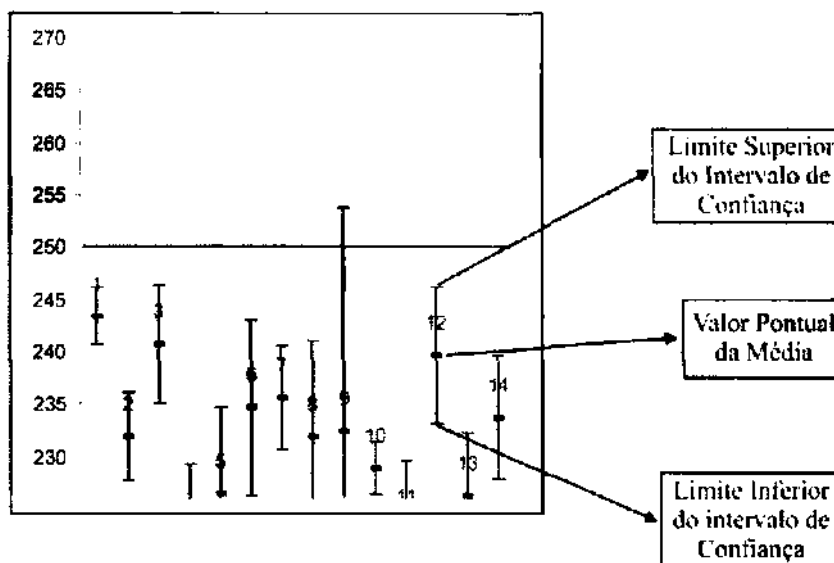 270
265
260
255
250
245
240
235
230
1
2
3
5
6
7
8
9
10
11
12
13
14
Limite Superior
do Intervalo de
Confiança
Valor Pontual
da Média
Limite Inferior
do intervalo de
Confiança